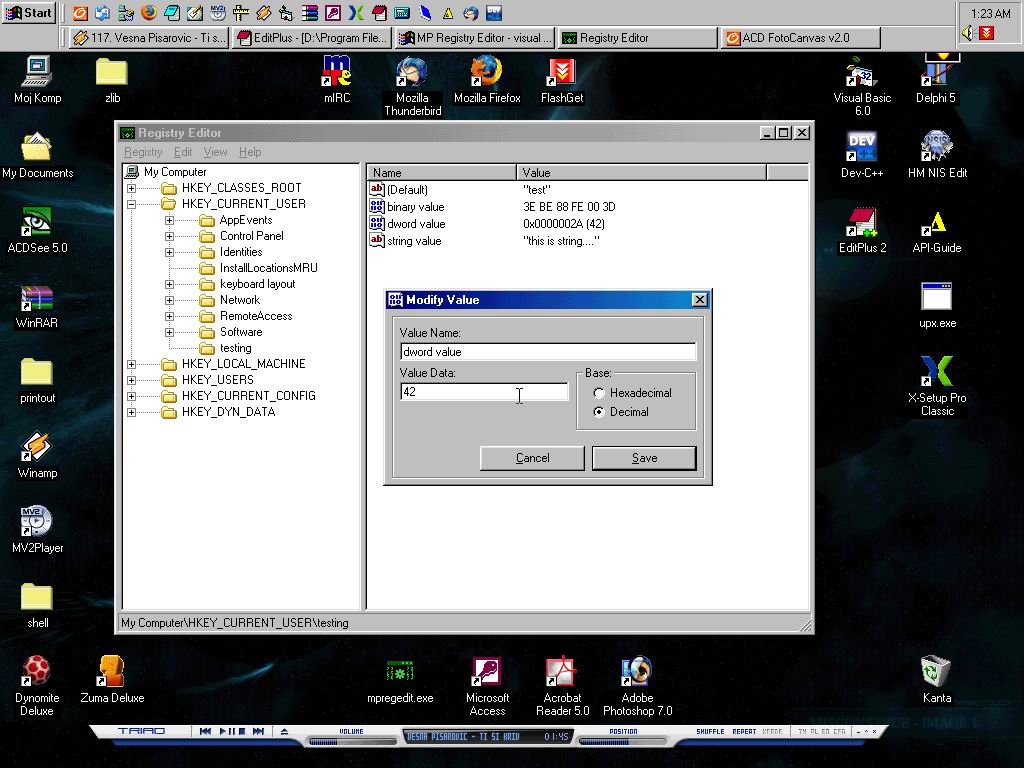 Start
1:23 AM
117. Vesna Pisarovic - Ti s...
EditPlus - [D:\Program File...
MP Registry Editor - visual ...
Registry Editor
ACD FotoCanvas v2.0
Moj Komp
zlib
mIRC
Mozilla Thunderbird
Mozilla Firefox
FlashGet
Visual Basic 6.0
Delphi 5
My Documents
Dev-C++
HM NIS Edit
ACDSee 5.0
EditPlus 2
API-Guide
WinRAR
upx.exe
printout
X-Setup Pro Classic
Winamp
MV2Player
shell
Registry Editor
Registry Edit View Help
My Computer
HKEY_CLASSES_ROOT
HKEY_CURRENT_USER
AppEvents
Control Panel
Identities
InstallLocationsMRU
keyboard layout
Network
RemoteAccess
Software
testing
HKEY_LOCAL_MACHINE
HKEY_USERS
HKEY_CURRENT_CONFIG
HKEY_DYN_DATA
Name Value
(Default) "test"
binary value 3E BE 88 FE 00 3D
dword value 0x0000002A (42)
string value "this is string...."
Modify Value
Value Name:
dword value
Value Data:
42
Base:
Hexadecimal
Decimal
Cancel
Save
My Computer\HKEY_CURRENT_USER\testing
Dynomite Deluxe
Zuma Deluxe
mpregedit.exe
Microsoft Access
Acrobat Reader 5.0
Adobe Photoshop 7.0
Kanta
TRIAD
VOLUME
VESNA PISAROVIC - TI SI KRIV 01:45
POSITION
SHUFFLE REPEAT XFADE